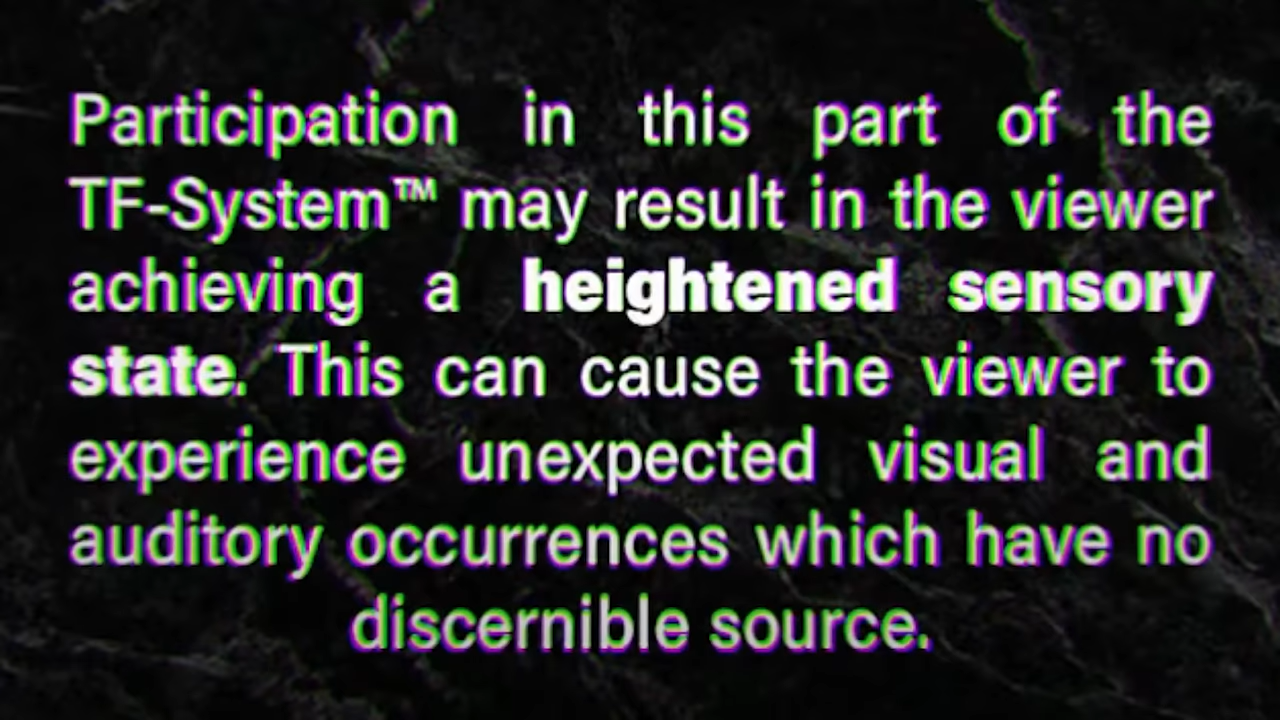 Participation in this part of the
TF-System™ may result in the viewer
achieving a heightened sensory
state. This can cause the viewer to
experience unexpected visual and
auditory occurrences which have no
discernible source.